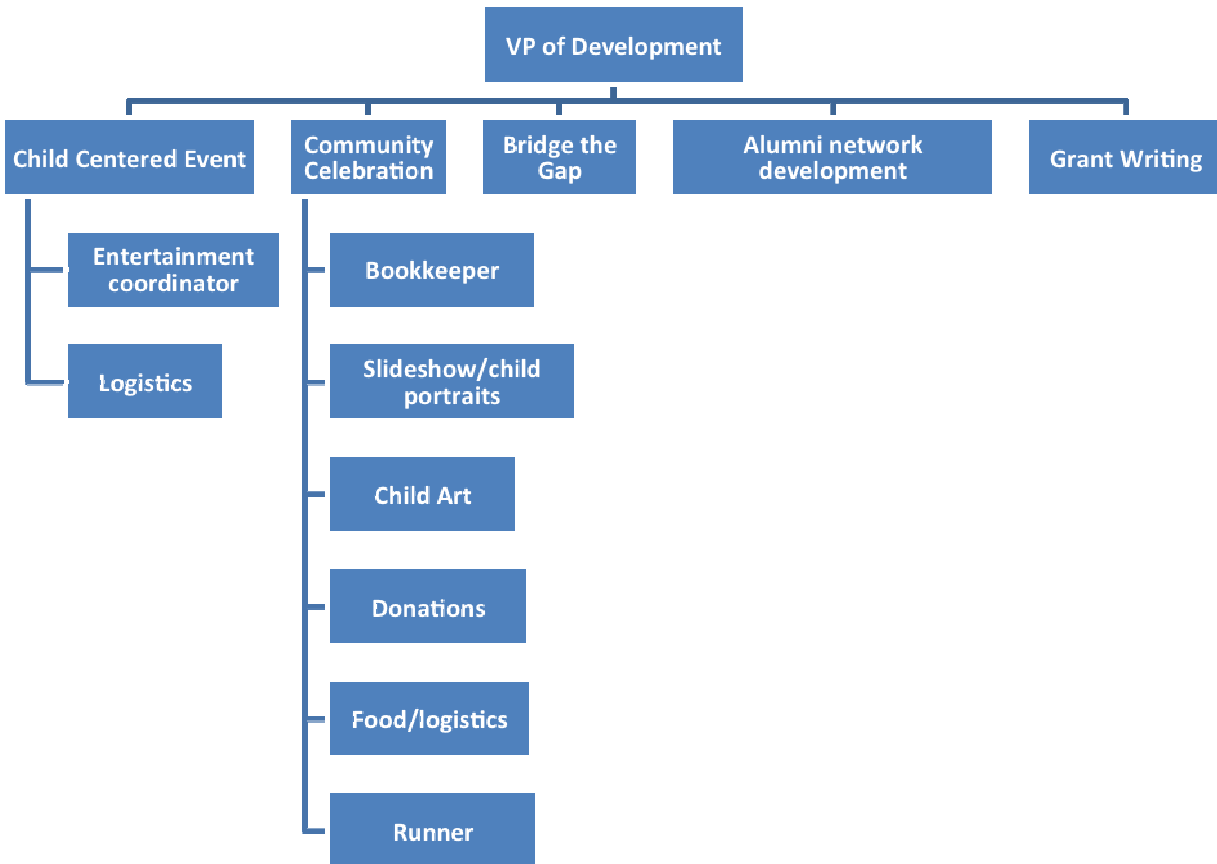 VP of Development
Child Centered Event
Community
Celebration
Bridge the
Gap
Alumni network
development
Grant Writing
Entertainment
coordinator
Logistics
Bookkeeper
Slideshow/child
portraits
Child Art
Donations
Food/logistics
Runner